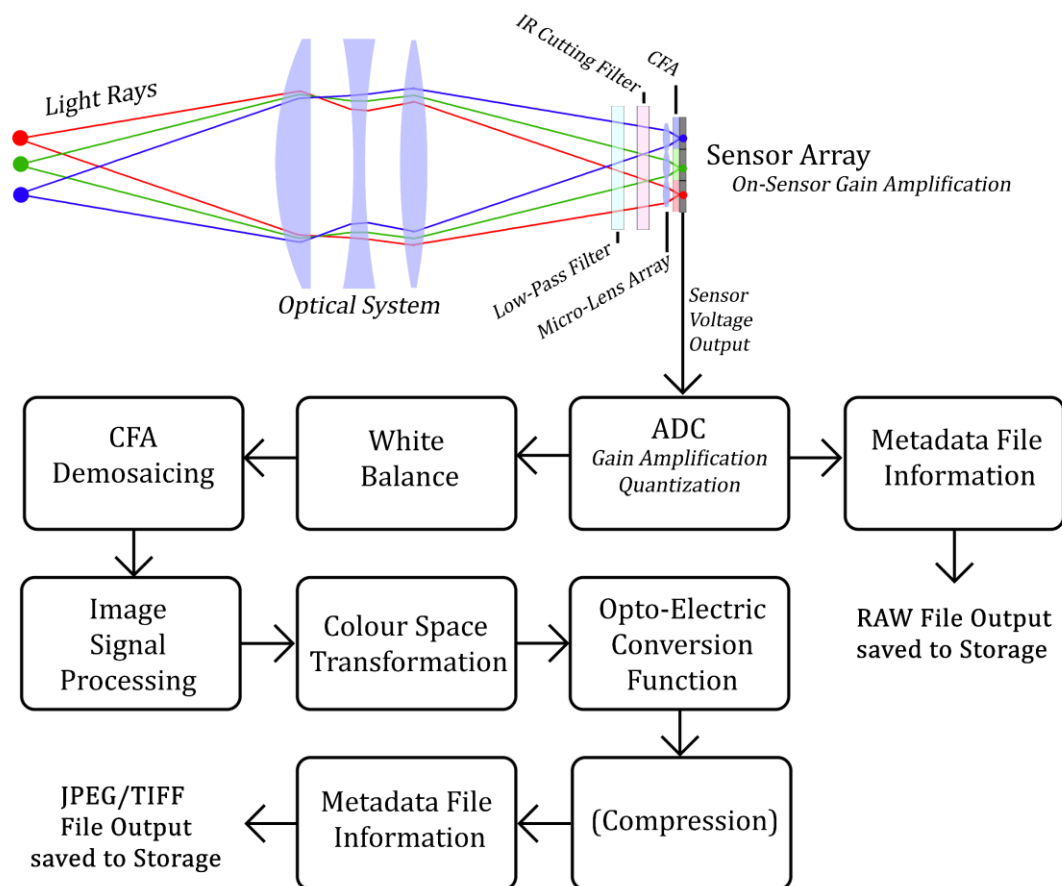 Light Rays
IR Cutting Filter
CFA
Sensor Array
On-Sensor Gain Amplification
Optical System
Low-Pass Filter
Micro-Lens Array
Sensor
Voltage
Output
CFA
Demosaicing
White
Balance
ADC
Gain Amplification
Quantization
Metadata File
Information
Image
Signal
Processing
Colour Space
Transformation
Opto-Electric
Conversion
Function
RAW File Output
saved to Storage
JPEG/TIFF
File Output
saved to Storage
Metadata File
Information
(Compression)